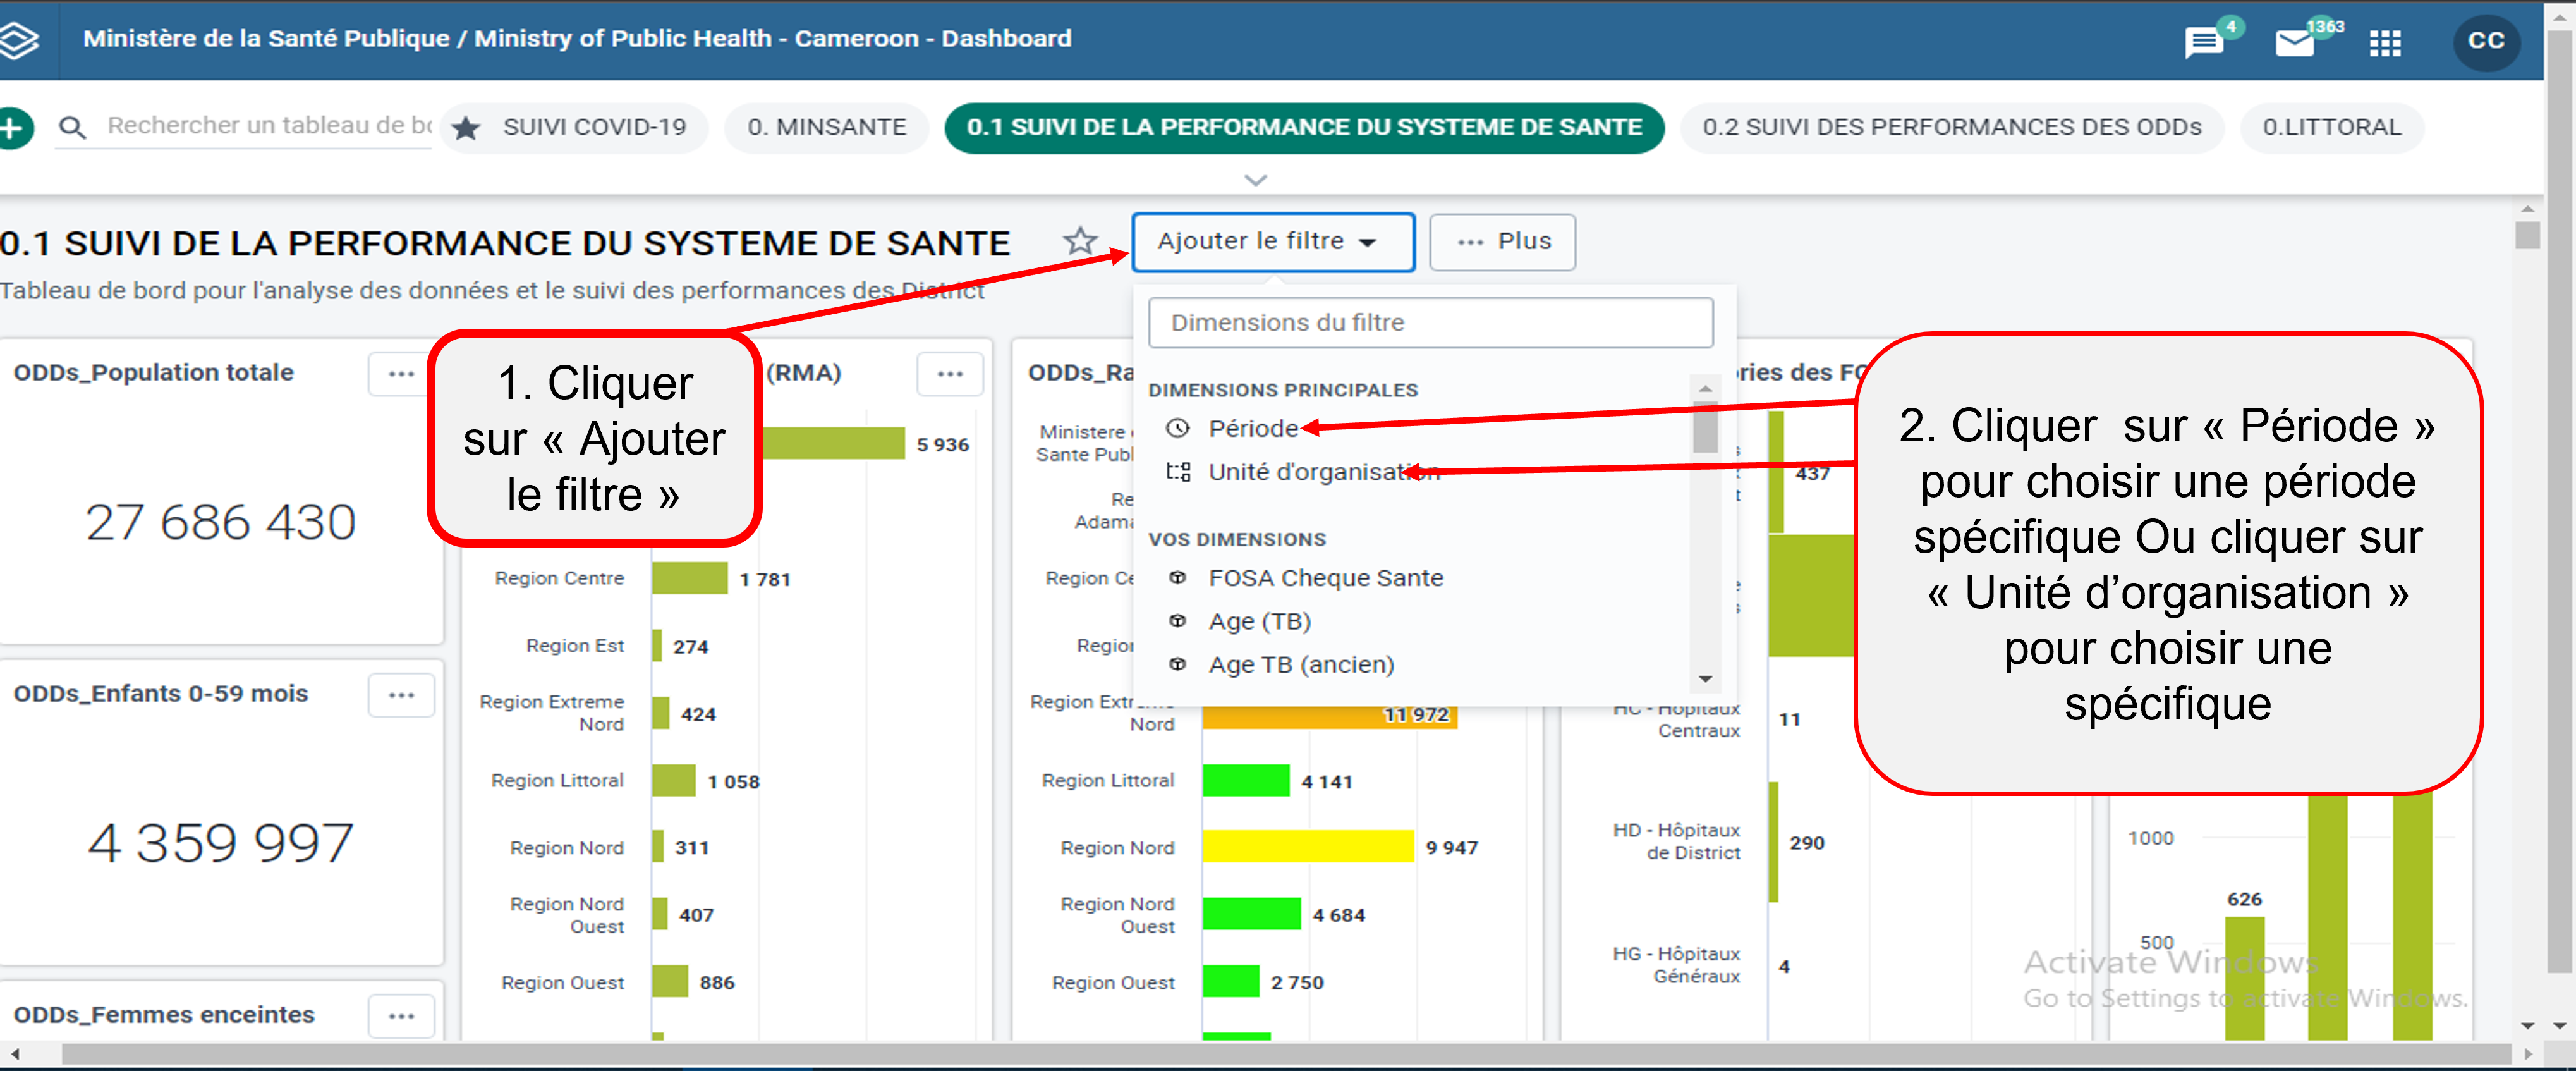 Ministère de la Santé Publique / Ministry of Public Health - Cameroon - Dashboard
4
1363
CC
Rechercher un tableau de
SUIVI COVID-19
0. MINSANTE
0.1 SUIVI DE LA PERFORMANCE DU SYSTEME DE SANTE
0.2 SUIVI DES PERFORMANCES DES ODDs
0.LITTORAL
0.1 SUIVI DE LA PERFORMANCE DU SYSTEME DE SANTE
Ajouter le filtre
Plus
Tableau de bord pour l'analyse des données et le suivi des performances des District
Dimensions du filtre
DIMENSIONS PRINCIPALES
Période
Unité d'organisation
VOS DIMENSIONS
FOSA Cheque Sante
Age (TB)
Age TB (ancien)
1. Cliquer
sur « Ajouter
le filtre »
2. Cliquer sur « Période »
pour choisir une période
spécifique Ou cliquer sur
« Unité d’organisation »
pour choisir une
spécifique
ODDs_Population totale
27 686 430
ODDs_Enfants 0-59 mois
4 359 997
ODDs_Femmes enceintes
(RMA)
5 936
Region Centre
1 781
Region Est
274
Region Extreme
Nord
424
Region Littoral
1 058
Region Nord
311
Region Nord
Ouest
407
Region Ouest
886
ODDs_Ra
Ministere
Sante Publ
Re
Adama
Region Ce
Region
Region Extr
Nord
11 972
Region Littoral
4 141
Region Nord
9 947
Region Nord
Ouest
4 684
Region Ouest
2 750
ries des FO
437
HC - Hôpitaux
Centraux
11
HD - Hôpitaux
de District
290
HG - Hôpitaux
Généraux
4
1000
626
500
Activate Windows
Go to Settings to activate Windows.